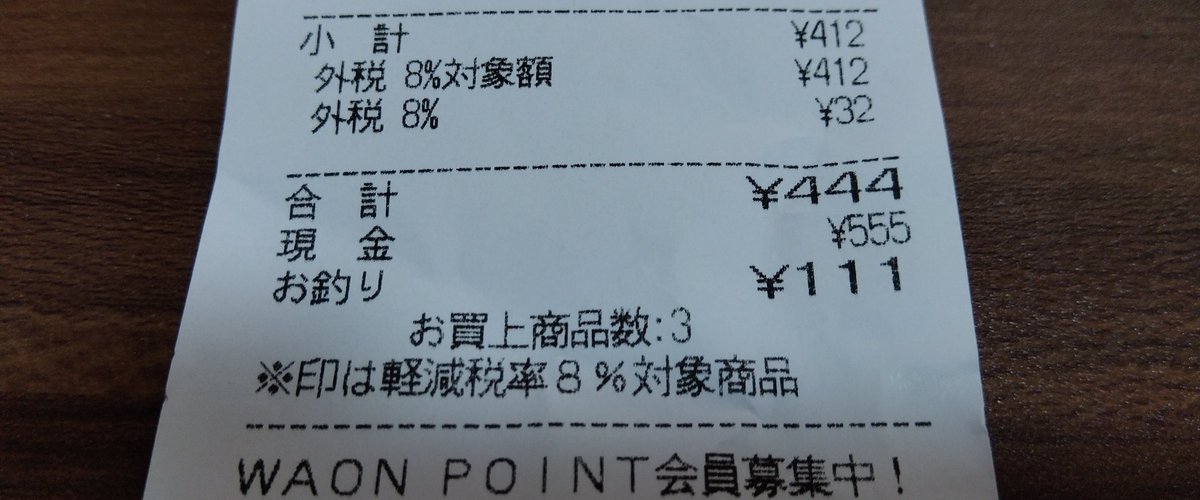 小 計 ¥412
外税 8%対象額 ¥412
外税 8% ¥32
合 計 ¥444
現 金 ¥555
お釣り ¥111
お買上商品数:3
※印は軽減税率8%対象商品
WAON POINT会員募集中!